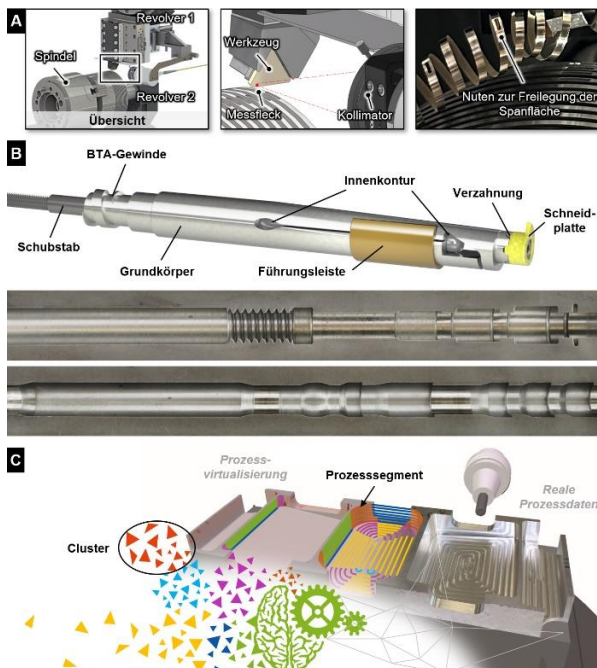 A
Revolver 1
Spindel
Revolver 2
Übersicht
Werkzeug
Messfleck
Kollimator
Nuten zur Freilegung der
Spanfläche
B
BTA-Gewinde
Innenkontur
Verzahnung
Schneid-
platte
Schubstab
Grundkörper
Führungsleiste
C
Prozess-
virtualisierung
Prozesssegment
Reale
Prozessdaten
Cluster